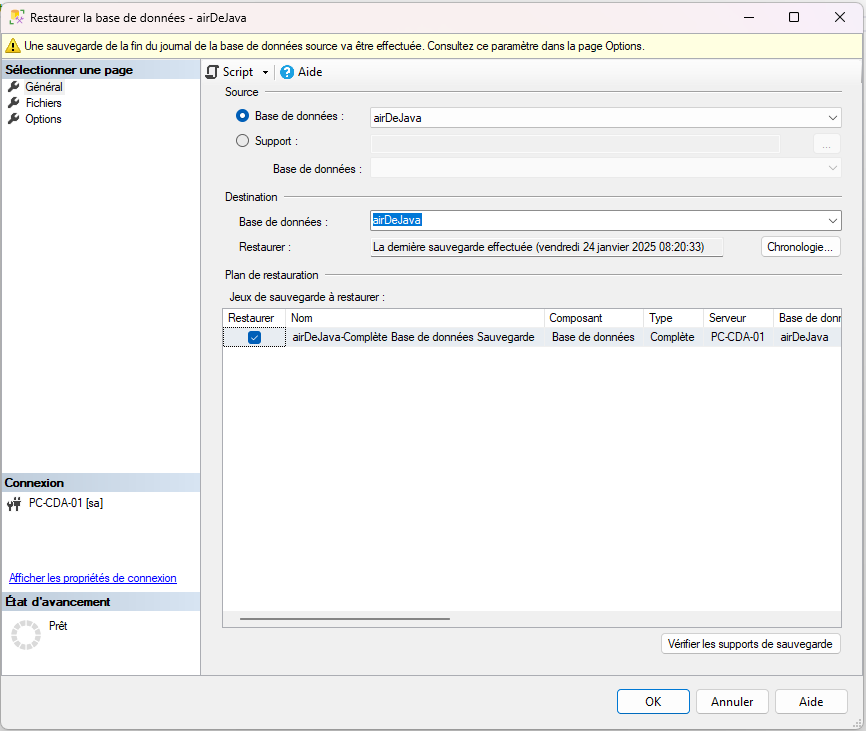 Restaurer la base de données - airDeJava
Une sauvegarde de la fin du journal de la base de données source va être effectuée. Consultez ce paramètre dans la page Options.
Sélectionner une page
Général
Fichiers
Options
Connexion
PC-CDA-01 [sa]
Afficher les propriétés de connexion
État d'avancement
Prêt
Script
Aide
Source
Base de données : airDeJava
Support :
...
Base de données :
Destination
Base de données : airDeJava
Restaurer : La dernière sauvegarde effectuée (vendredi 24 janvier 2025 08:20:33) Chronologie...
Plan de restauration
Jeux de sauvegarde à restaurer :
Restaurer Nom Composant Type Serveur Base de donn
airDeJava-Complète Base de données Sauvegarde Base de données Complète PC-CDA-01 airDeJava
Vérifier les supports de sauvegarde
OK Annuler Aide